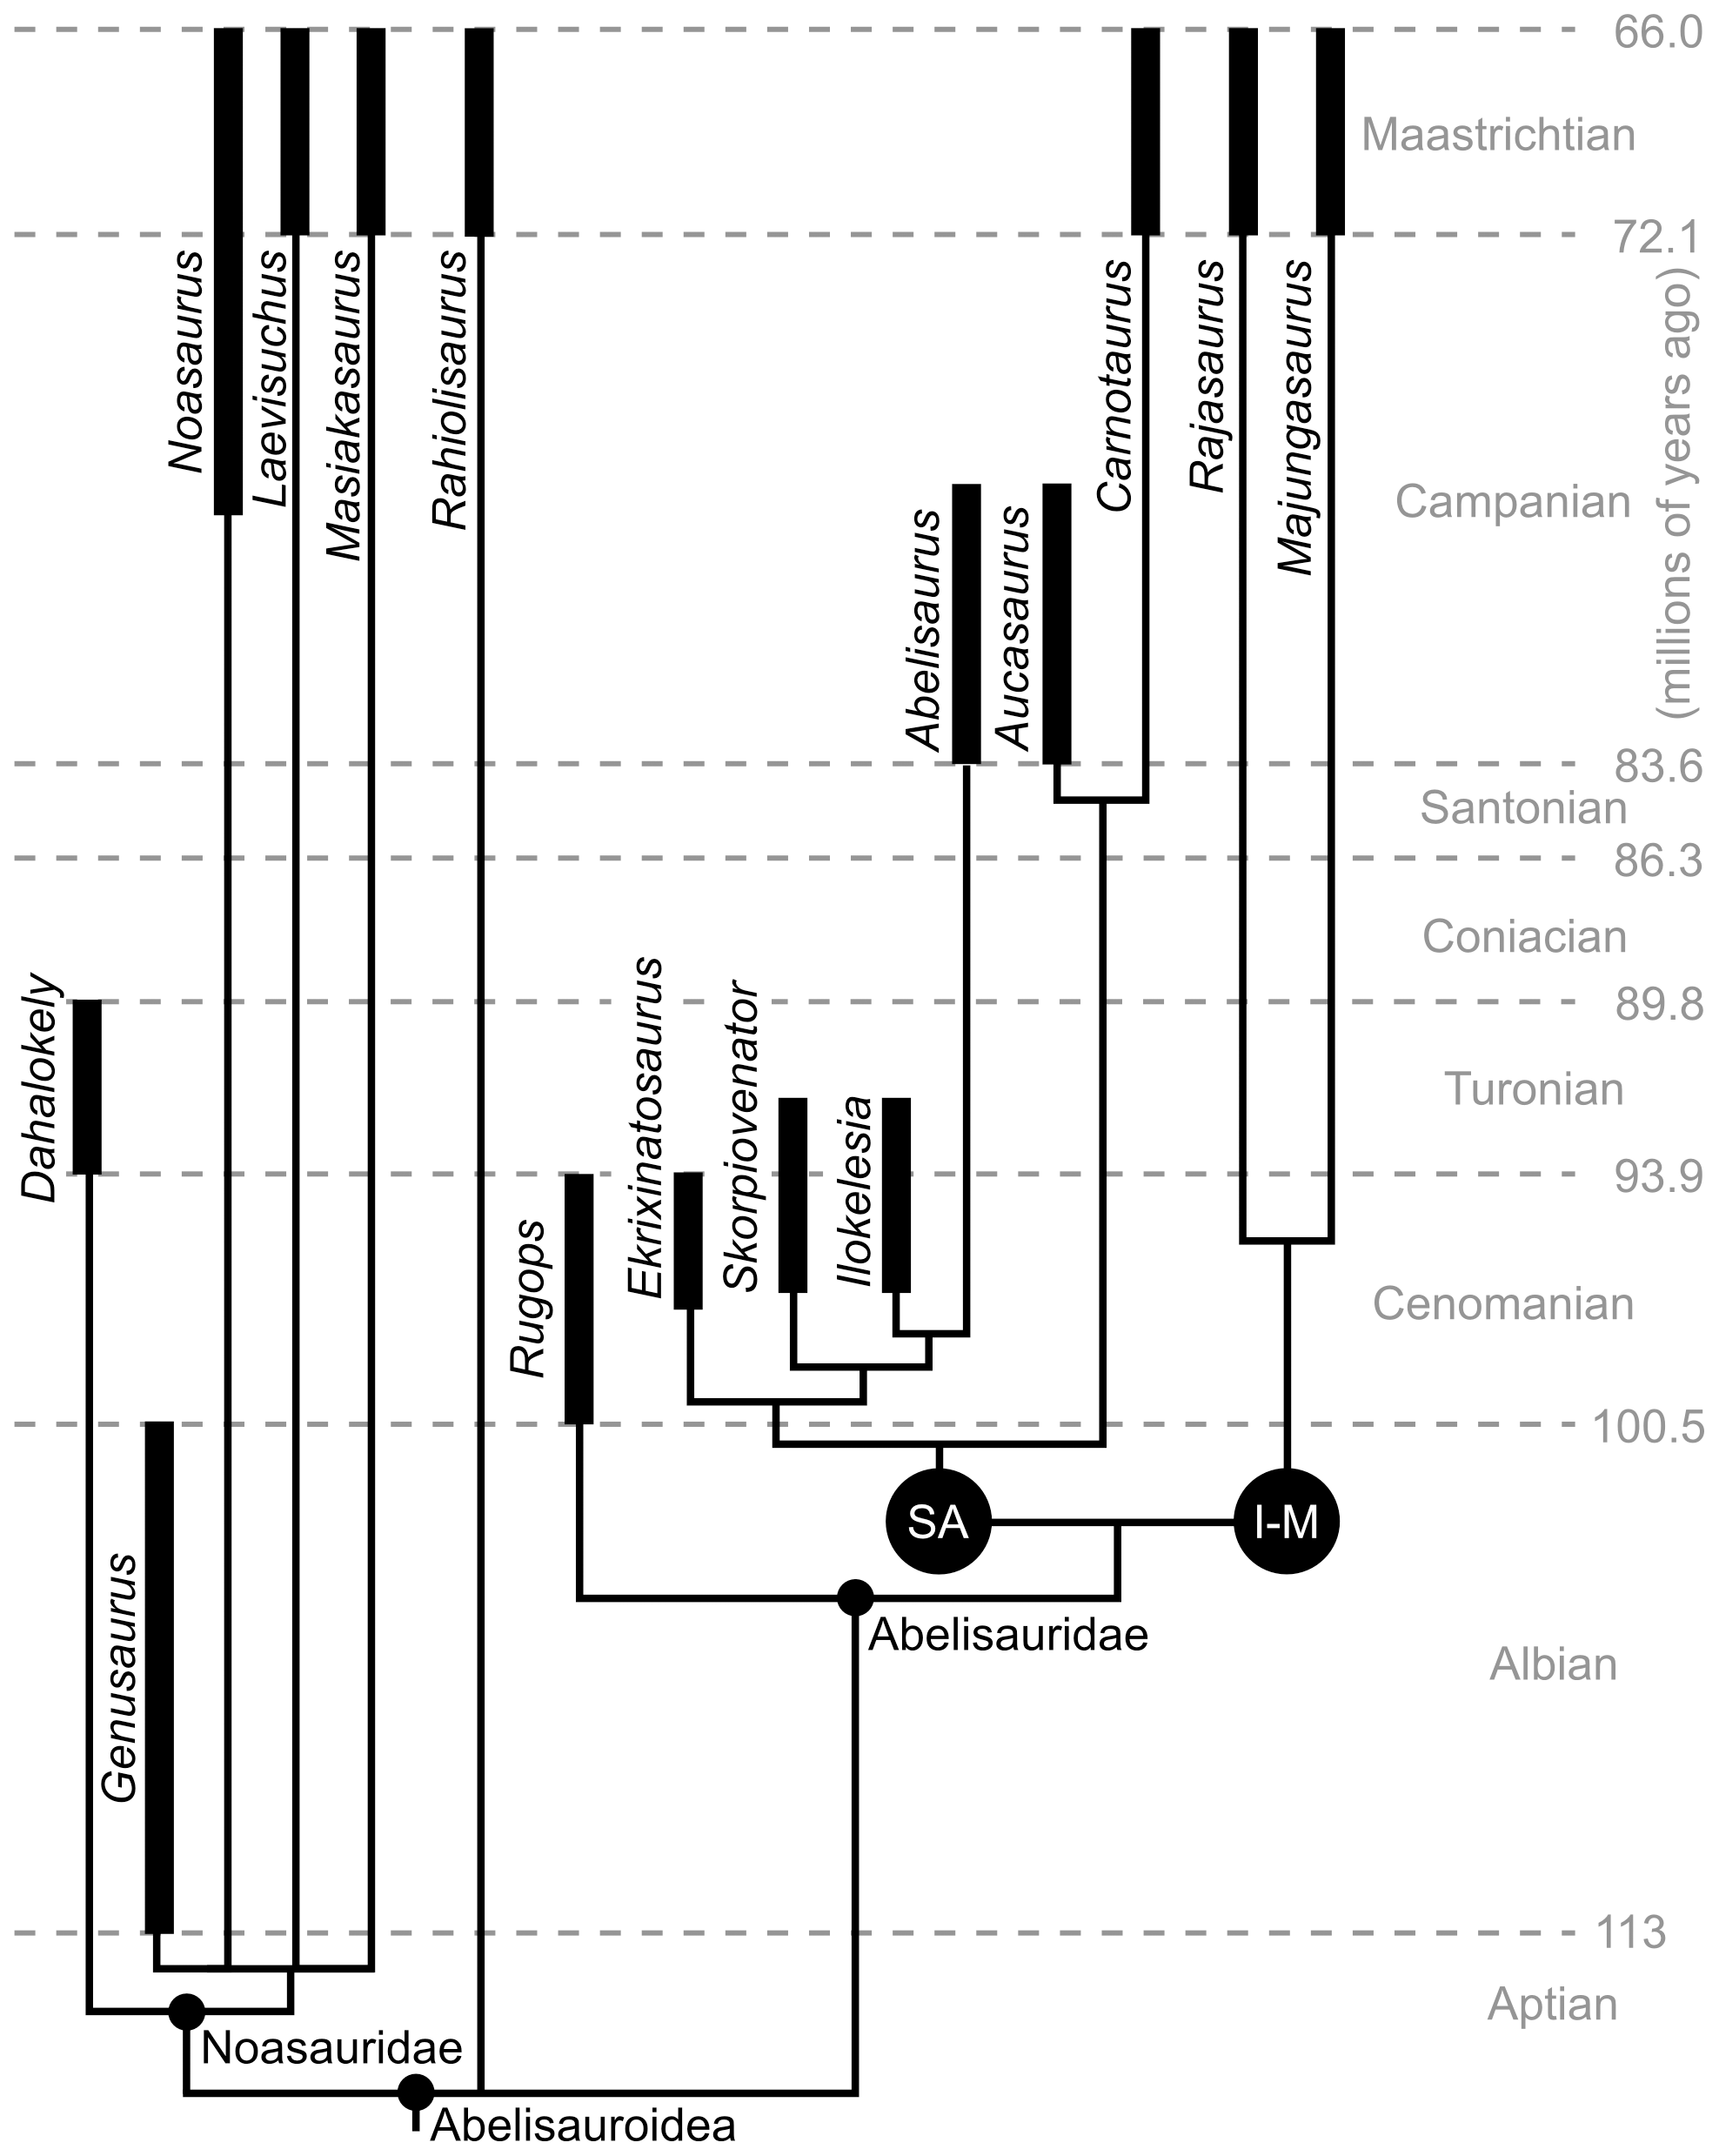 66.0
Maastrichtian
72.1
Noasaurus
Laevisuchus
Masiakasaurus
Rahiolisaurus
Carnotaurus
Rajasaurus
Majungasaurus
(millions of years ago)
Campanian
Abelisaurus
Aucasaurus
83.6
Santonian
86.3
Coniacian
Dahalokely
89.8
Ekrixinatosaurus
Skorpiovenator
Ilokelesia
Turonian
93.9
Rugops
Cenomanian
100.5
SA
I-M
Abelisauridae
Genusaurus
Albian
113
Aptian
Noasauridae
Abelisauroidea